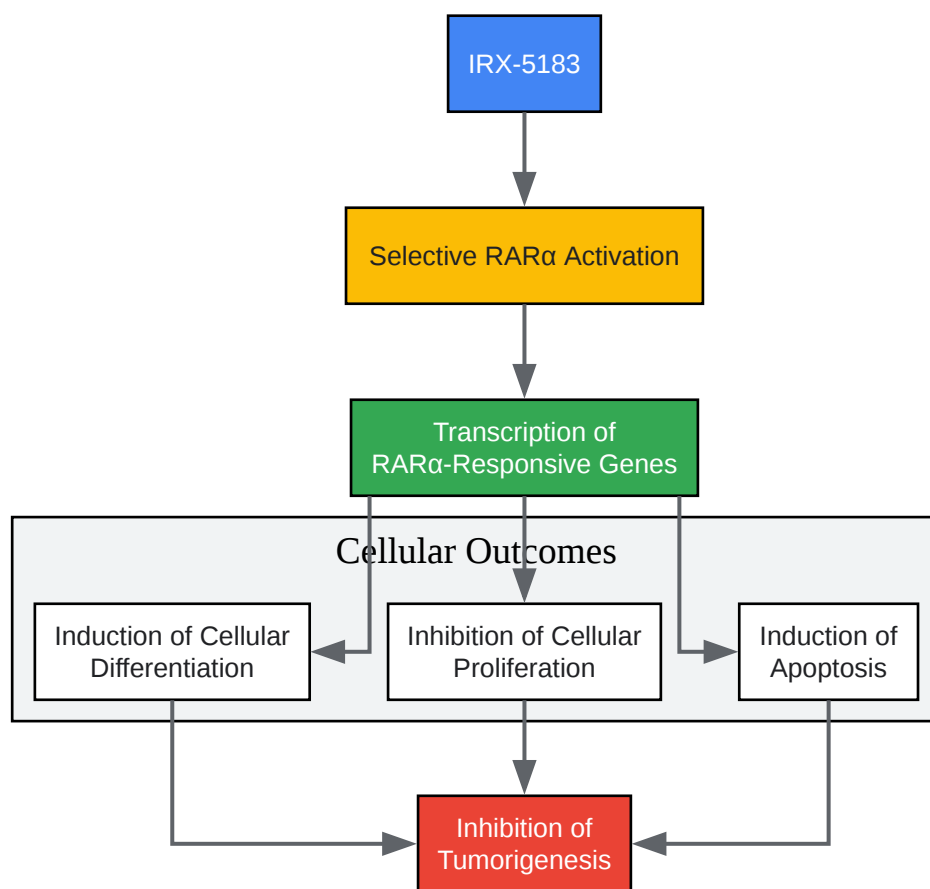 IRX-5183
Selective RARα Activation
Transcription of
RARα-Responsive Genes
Cellular Outcomes
Induction of Cellular
Differentiation
Inhibition of Cellular
Proliferation
Induction of
Apoptosis
Inhibition of
Tumorigenesis